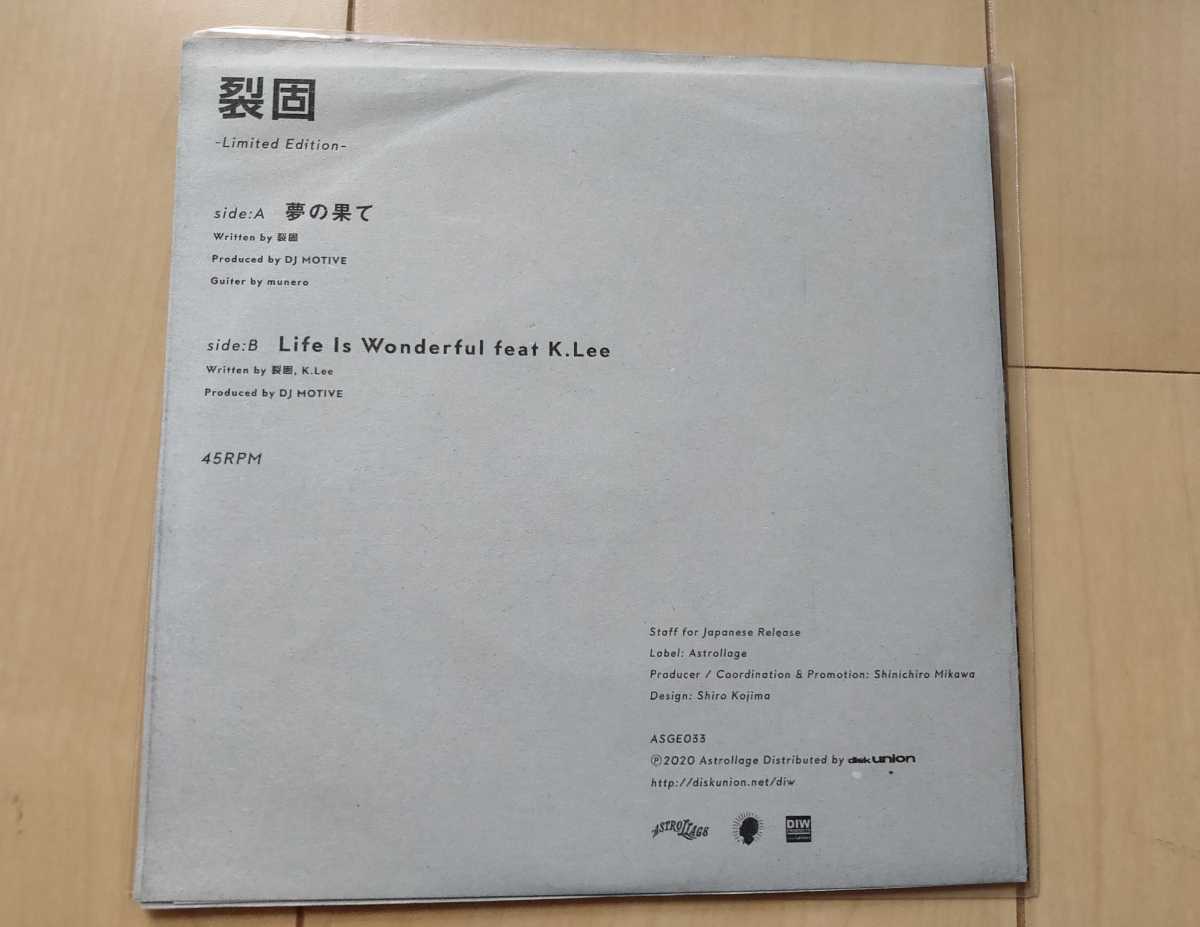 裂固
-Limited Edition-
side:A 夢の果て
Written by 裂固
Produced by DJ MOTIVE
Guiter by munero
side:B Life Is Wonderful feat K.Lee
Written by 裂固, K.Lee
Produced by DJ MOTIVE
45RPM
Staff for Japanese Release
Label: Astrollage
Producer / Coordination & Promotion: Shinichiro Mikawa
Design: Shiro Kojima
ASGE033
Ⓟ2020 Astrollage Distributed by disk union
http://diskunion.net/diw
ASTROLLAGE
DIW